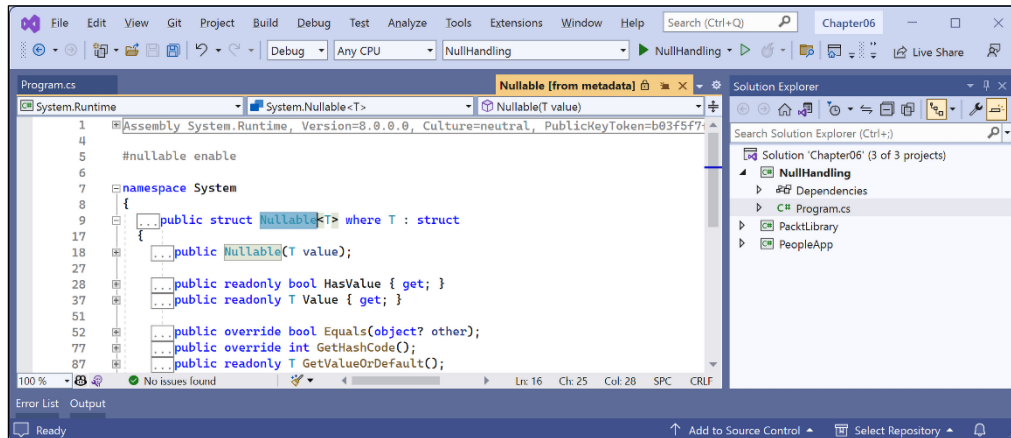 File Edit View Git Project Build Debug Test Analyze Tools Extensions Window Help Search (Ctrl+Q) Chapter06
Debug Any CPU NullHandling NullHandling Live Share
Program.cs Nullable [from metadata]
System.Runtime System.Nullable<T> Nullable(T value)
1 Assembly System.Runtime, Version=8.0.0.0, Culture=neutral, PublicKeyToken=b03f5f7
4
5 #nullable enable
6
7 namespace System
8 {
9 ...public struct Nullable<T> where T : struct
17 {
18 ...public Nullable(T value);
27
28 ...public readonly bool HasValue { get; }
37 ...public readonly T Value { get; }
51
52 ...public override bool Equals(object? other);
77 ...public override int GetHashCode();
87 ...public readonly T GetValueOrDefault();
100 % No issues found Ln: 16 Ch: 25 Col: 28 SPC CRLF
Solution Explorer
Search Solution Explorer (Ctrl+;)
Solution 'Chapter06' (3 of 3 projects)
C# NullHandling
Dependencies
C# Program.cs
C# PacktLibrary
C# PeopleApp
Error List Output
Ready Add to Source Control Select Repository